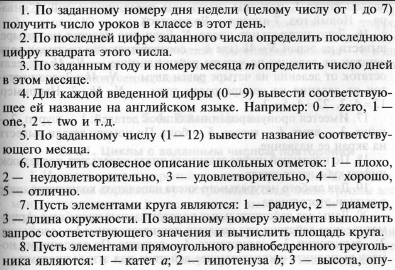 1. По заданному номеру дня недели (целому числу от 1 до 7)
получить число уроков в классе в этот день.
2. По последней цифре заданного числа определить последнюю
цифру квадрата этого числа.
3. По заданным году и номеру месяца m определить число дней
в этом месяце.
4. Для каждой введенной цифры (0—9) вывести соответствую-
щее ей название на английском языке. Например: 0 — zero, 1 —
one, 2 — two и т.д.
5. По заданному числу (1—12) вывести название соответству-
ющего месяца.
6. Получить словесное описание школьных отметок: 1 — плохо,
2 — неудовлетворительно, 3 — удовлетворительно, 4 — хорошо,
5 — отлично.
7. Пусть элементами круга являются: 1 — радиус, 2 — диаметр,
3 — длина окружности. По заданному номеру элемента выполнить
запрос соответствующего значения и вычислить площадь круга.
8. Пусть элементами прямоугольного равнобедренного треуголь-
ника являются: 1 — катет a; 2 — гипотенуза b; 3 — высота, опу-